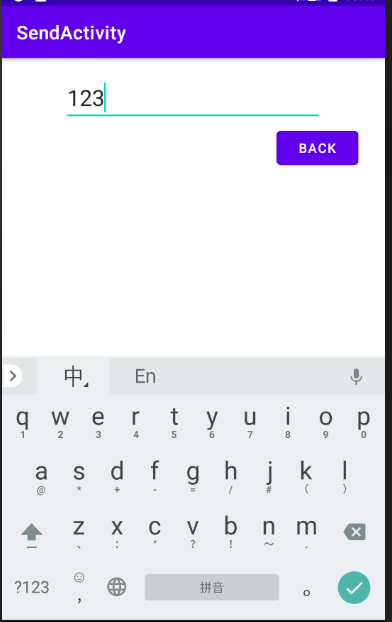 SendActivity
123
BACK
中 En
q w e r t y u i o p
1 2 3 4 5 6 7 8 9 0
a s d f g h j k l
@ * + - = / # ( )
z x c v b n m
、 : " ? ! ~ .
?123 , 拼音 。